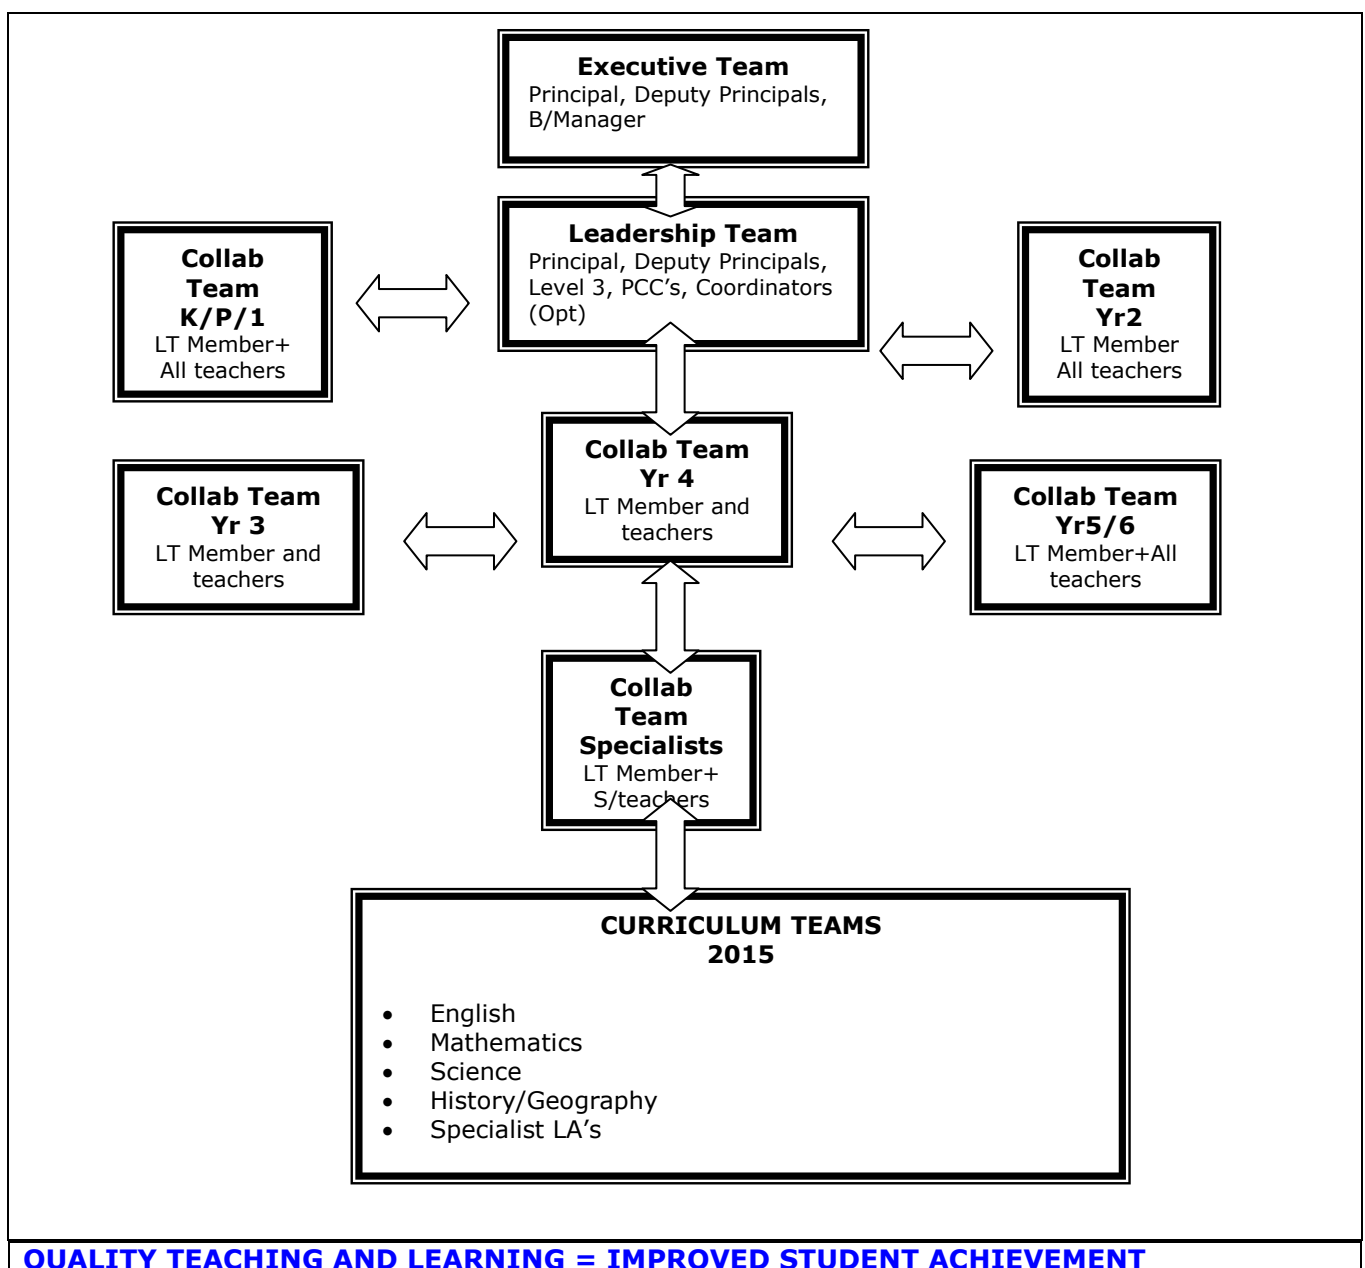 Executive Team
Principal, Deputy Principals,
B/Manager
Leadership Team
Principal, Deputy Principals,
Level 3, PCC’s, Coordinators
(Opt)
Collab
Team
K/P/1
LT Member+
All teachers
Collab
Team
Yr2
LT Member
All teachers
Collab Team
Yr 4
LT Member and
teachers
Collab Team
Yr 3
LT Member and
teachers
Collab Team
Yr5/6
LT Member+All
teachers
Collab
Team
Specialists
LT Member+
S/teachers
CURRICULUM TEAMS
2015
• English
• Mathematics
• Science
• History/Geography
• Specialist LA’s
QUALITY TEACHING AND LEARNING = IMPROVED STUDENT ACHIEVEMENT